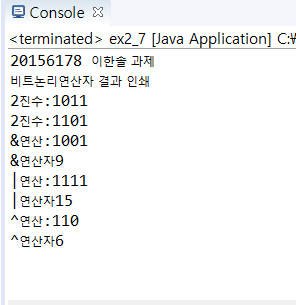 Console
<terminated> ex2_7 [Java Application] C:\
20156178 이한솔 과제
비트논리연산자 결과 인쇄
2진수:1011
2진수:1101
&연산:1001
&연산자9
|연산:1111
|연산자15
^연산:110
^연산자6